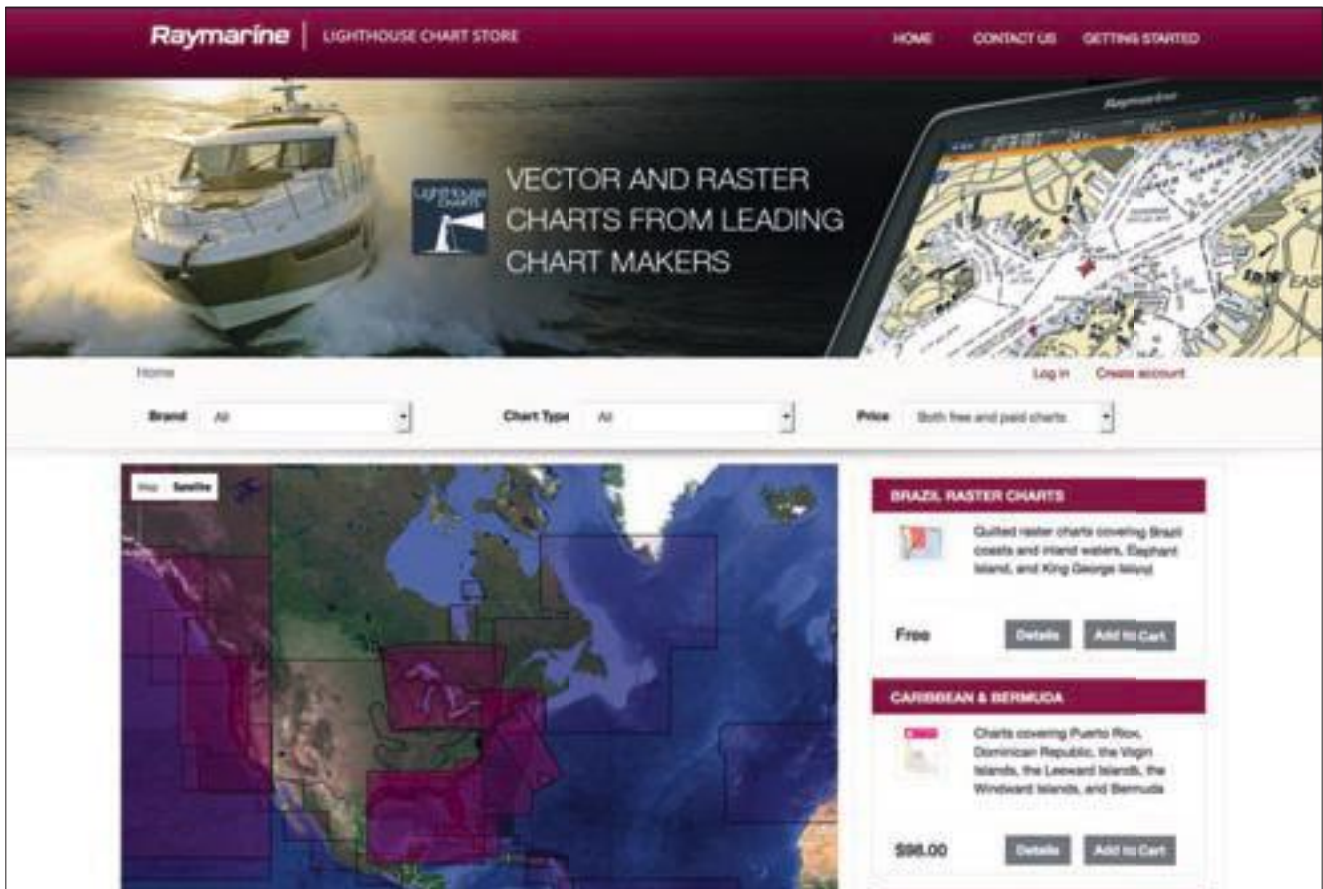 Raymarine LIGHTHOUSE CHART STORE
HOME CONTACT US GETTING STARTED
Raymarine
LightHouse
CHARTS
VECTOR AND RASTER
CHARTS FROM LEADING
CHART MAKERS
Home
Log in Create account
Brand All
Chart Type All
Price Both free and paid charts
Map Satellite
BRAZIL RASTER CHARTS
Quilted raster charts covering Brazil
coasts and inland waters, Elephant
Island, and King George Island
Free Details Add to Cart
CARIBBEAN & BERMUDA
Charts covering Puerto Rico,
Dominican Republic, the Virgin
Islands, the Leeward Islands, the
Windward Islands, and Bermuda
$98.00 Details Add to Cart